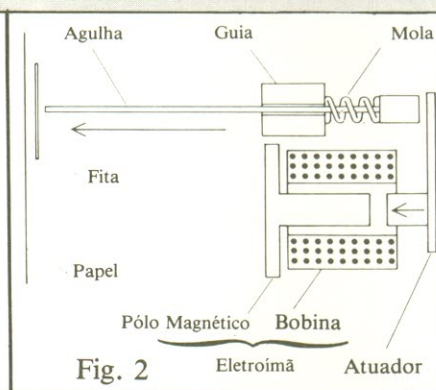 Agulha Guia Mola
Fita
Papel
Pólo Magnético Bobina
Eletroímã Atuador
Fig. 2